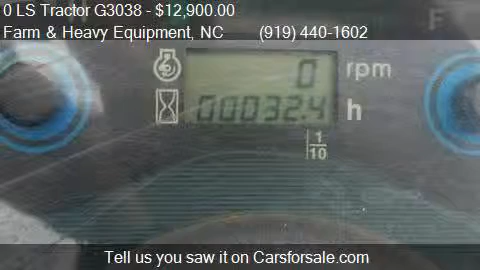 0 LS Tractor G3038 - $12,900.00
Farm & Heavy Equipment, NC (919) 440-1602
F
0 rpm
00032.4 h
1/10
Tell us you saw it on Carsforsale.com